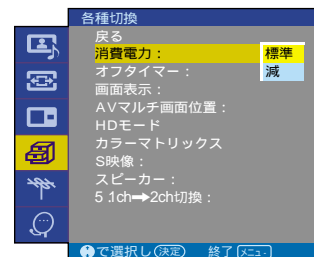 各種切換
戻る
消費電力： 標準
オフタイマー： 減
画面表示：
AVマルチ画面位置：
HDモード
カラーマトリックス
S映像：
スピーカー：
5.1ch➡2ch切換：
で選択し 決定 終了 メニュー